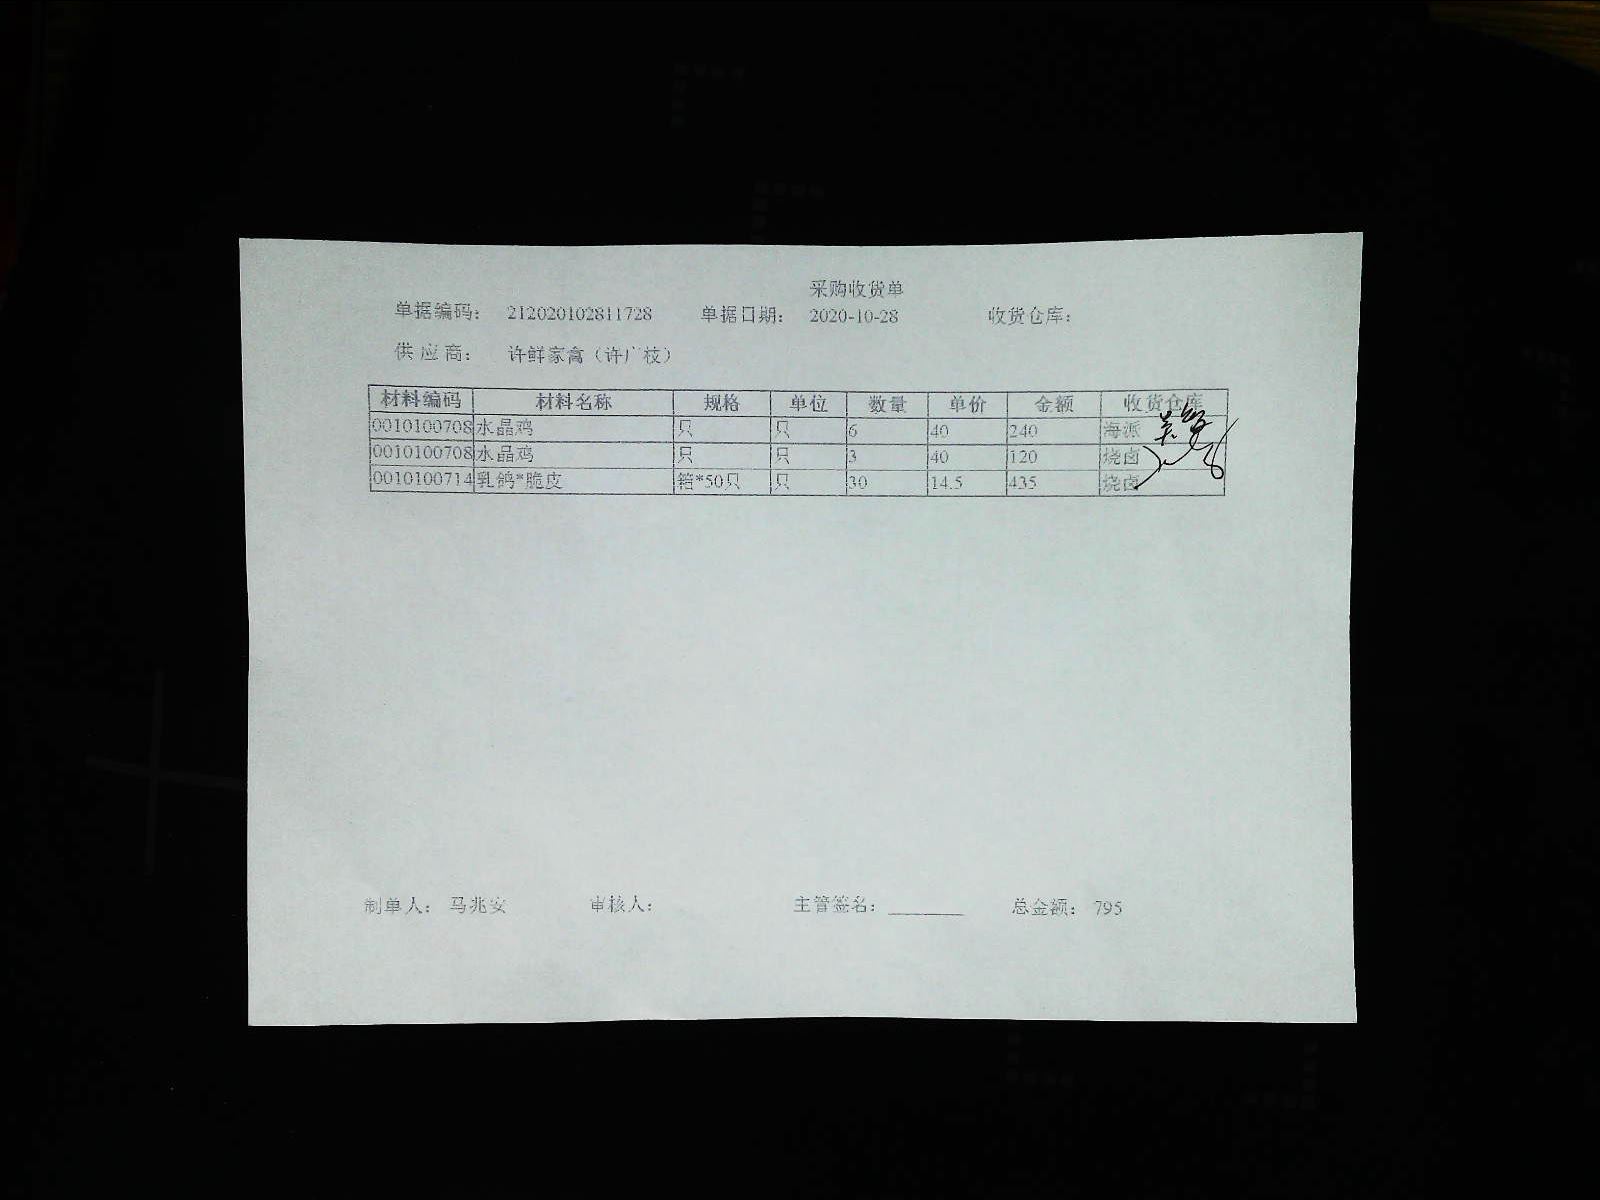 采购收货单
单据编码： 212020102811728 单据日期： 2020-10-28 收货仓库：
供 应 商： 许鲜家禽（许广枝）
材料编码 材料名称 规格 单位 数量 单价 金额 收货仓库
0010100708 水晶鸡 只 只 6 40 240 海派
0010100708 水晶鸡 只 只 3 40 120 烧卤
0010100714 乳鸽*脆皮 箱*50只 只 30 14.5 435 烧卤
制单人： 马兆安 审核人： 主管签名： ________ 总金额： 795